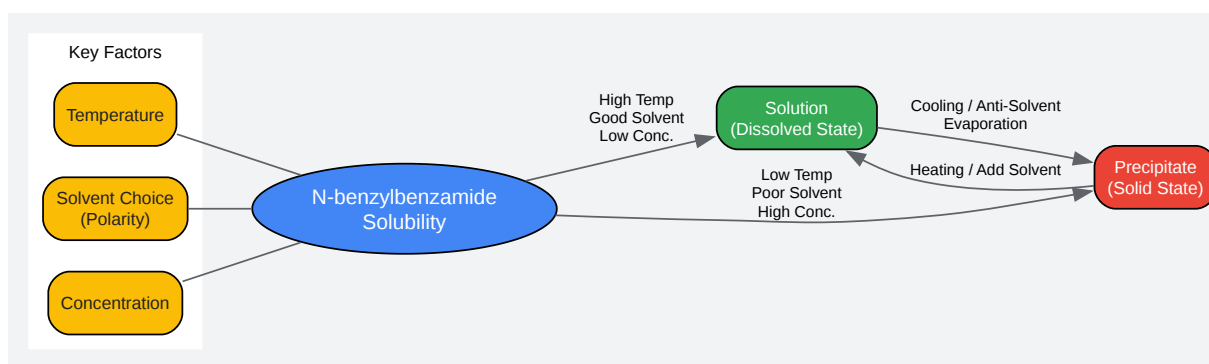 Key Factors
Temperature
Solvent Choice
(Polarity)
Concentration
N-benzylbenzamide
Solubility
High Temp
Good Solvent
Low Conc.
Solution
(Dissolved State)
Low Temp
Poor Solvent
High Conc.
Cooling / Anti-Solvent
Evaporation
Heating / Add Solvent
Precipitate
(Solid State)